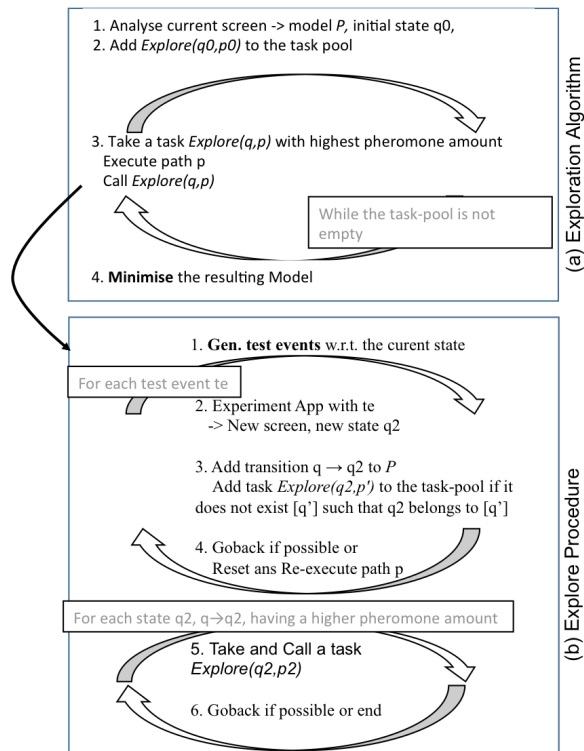 1. Analyse current screen -> model P, initial state q0,
2. Add Explore(q0,p0) to the task pool
3. Take a task Explore(q,p) with highest pheromone amount
Execute path p
Call Explore(q,p)
While the task-pool is not
empty
4. Minimise the resulting Model
(a) Exploration Algorithm
1. Gen. test events w.r.t. the curent state
For each test event te
2. Experiment App with te
-> New screen, new state q2
3. Add transition q → q2 to P
Add task Explore(q2,p') to the task-pool if it
does not exist [q'] such that q2 belongs to [q']
4. Goback if possible or
Reset ans Re-execute path p
For each state q2, q→q2, having a higher pheromone amount
5. Take and Call a task
Explore(q2,p2)
6. Goback if possible or end
(b) Explore Procedure